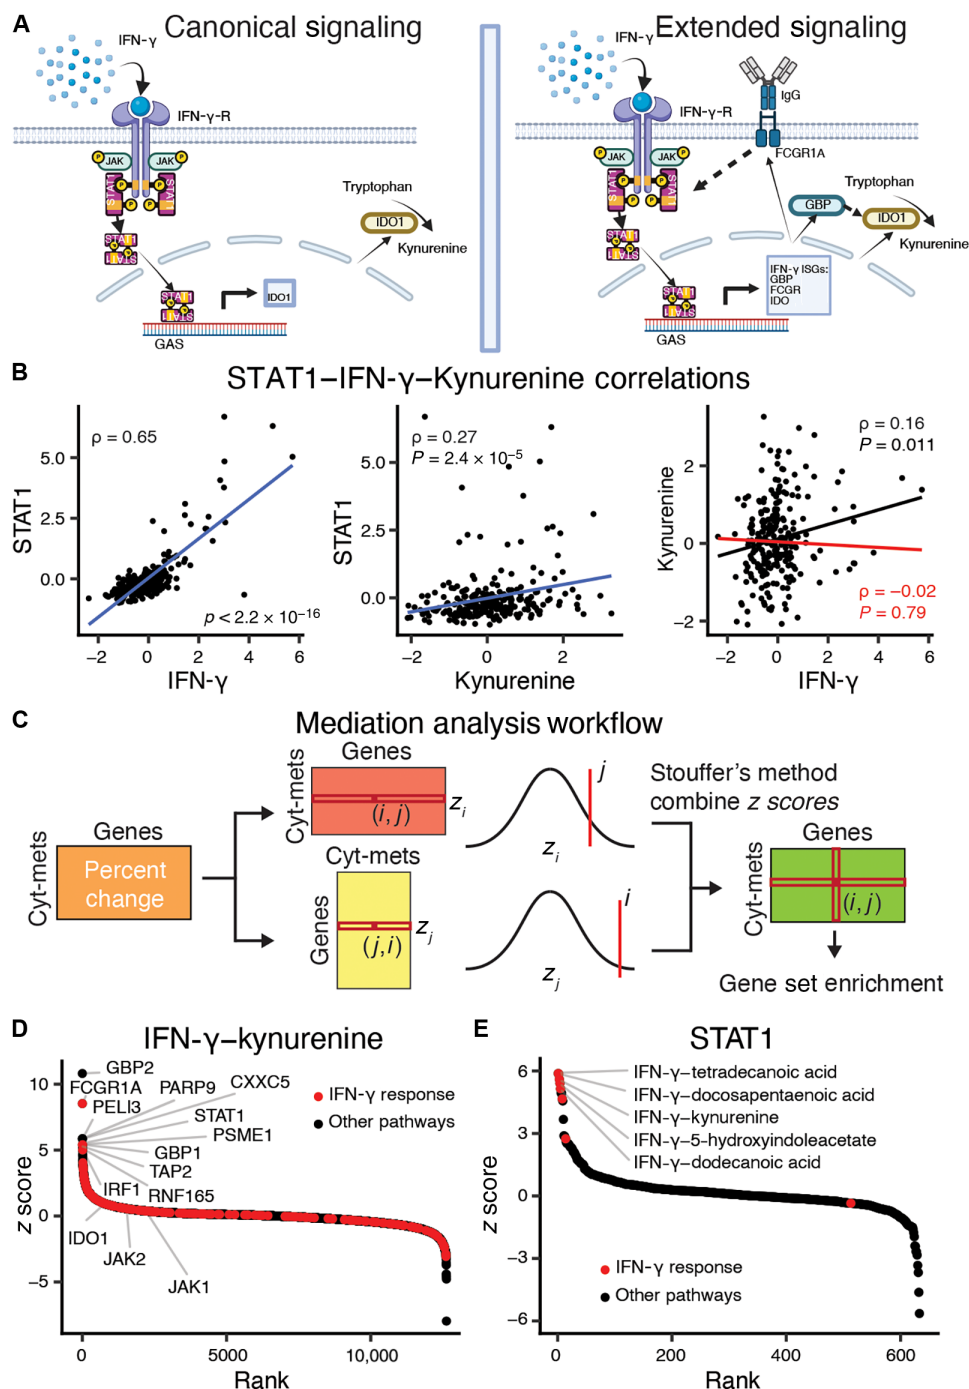 A
Canonical signaling
IFN-γ
IFN-γ-R
P
JAK
JAK
P
STAT1
P
P
P
P
STAT1
STAT1
STAT1
STAT1
STAT1
GAS
IDO1
Tryptophan
IDO1
Kynurenine
Extended signaling
IFN-γ
IgG
IFN-γ-R
FCGR1A
P
JAK
JAK
P
STAT1
P
P
P
P
STAT1
STAT1
STAT1
STAT1
STAT1
GAS
IFN-γ ISGs:
GBP
FCGR
IDO
GBP
Tryptophan
IDO1
Kynurenine
B
STAT1–IFN-γ–Kynurenine correlations
ρ = 0.65
p < 2.2 × 10−16
STAT1
5.0
2.5
0.0
−2 0 2 4 6
IFN-γ
ρ = 0.27
P = 2.4 × 10−5
STAT1
5.0
2.5
0.0
−2 0 2
Kynurenine
ρ = 0.16
P = 0.011
ρ = −0.02
P = 0.79
Kynurenine
2
0
−2
−2 0 2 4 6
IFN-γ
C
Mediation analysis workflow
Genes
Cyt-mets
Percent
change
Genes
Cyt-mets
(i, j)
zi
j
zi
Cyt-mets
Genes
(j,i)
zj
i
zj
Stouffer's method
combine z scores
Genes
Cyt-mets
(i, j)
Gene set enrichment
D
IFN-γ–kynurenine
GBP2
FCGR1A
PARP9
CXXC5
PELI3
STAT1
PSME1
GBP1
TAP2
IRF1
RNF165
IDO1
JAK2
JAK1
IFN-γ response
Other pathways
z score
10
5
0
−5
0 5000 10,000
Rank
E
STAT1
IFN-γ–tetradecanoic acid
IFN-γ–docosapentaenoic acid
IFN-γ–kynurenine
IFN-γ–5-hydroxyindoleacetate
IFN-γ–dodecanoic acid
IFN-γ response
Other pathways
z score
6
3
0
−3
−6
0 200 400 600
Rank